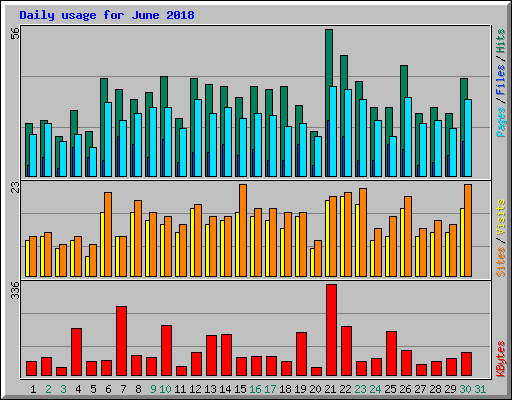 Daily usage for June 2018
56
Pages / Files / Hits
23
Sites / Visits
336
KBytes
1 2 3 4 5 6 7 8 9 10 11 12 13 14 15 16 17 18 19 20 21 22 23 24 25 26 27 28 29 30 31